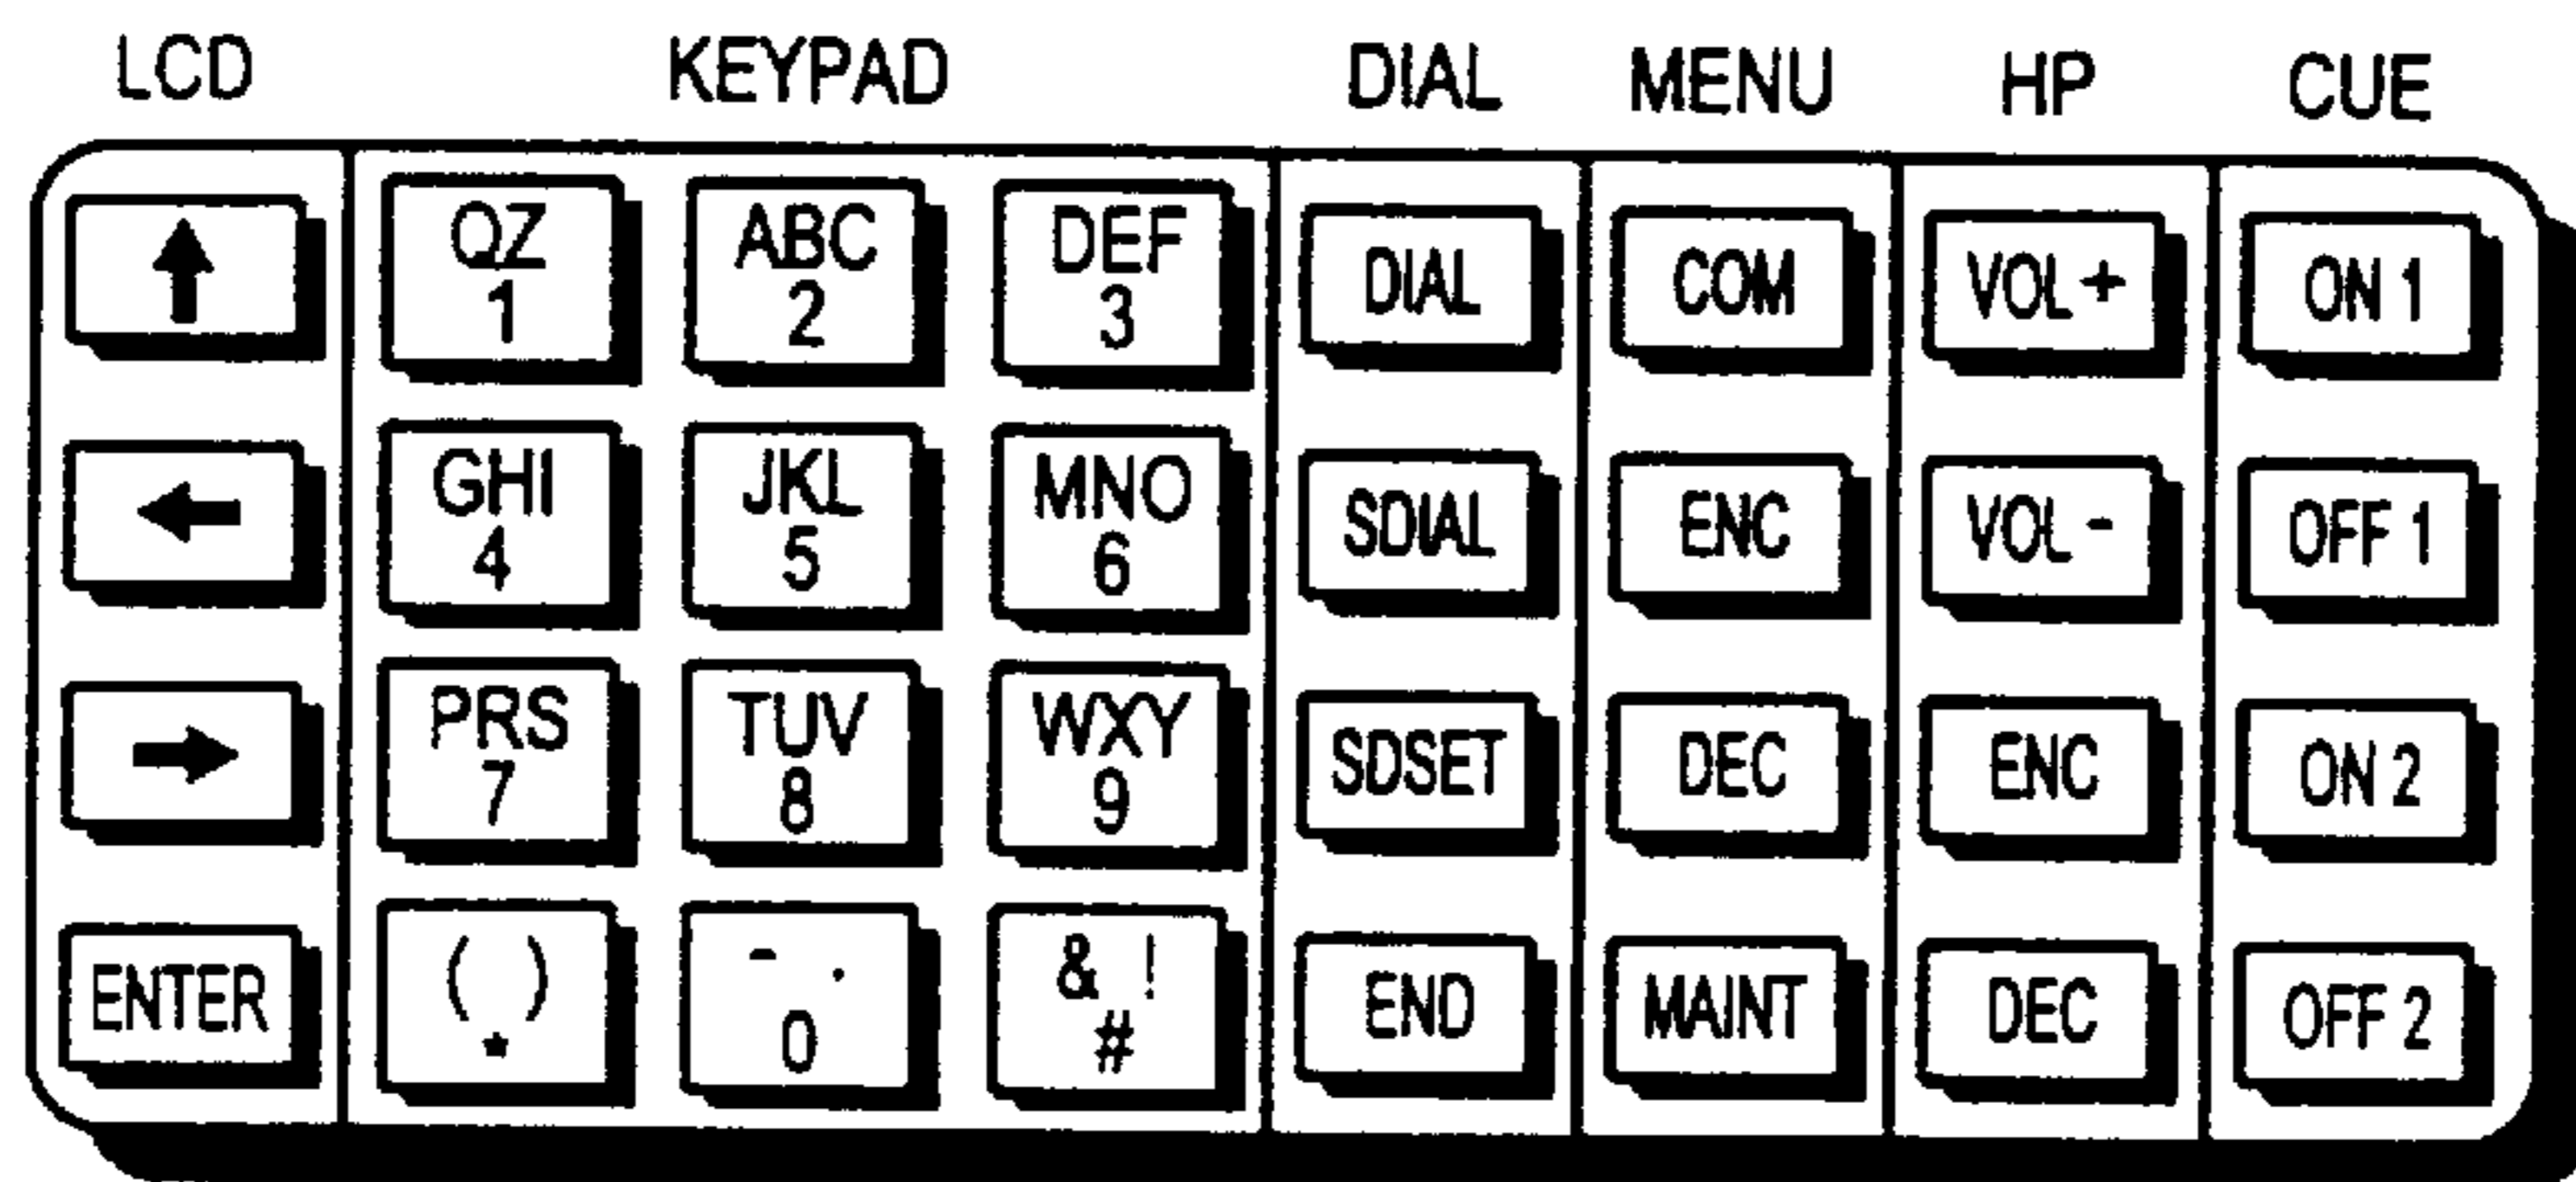 LCD KEYPAD DIAL MENU HP CUE
↑ QZ ABC DEF DIAL COM VOL + ON 1
1 2 3
← GHI JKL MNO SDIAL ENC VOL - OFF 1
4 5 6
→ PRS TUV WXY SDSET DEC ENC ON 2
7 8 9
ENTER ( ) - . & ! END MAINT DEC OFF 2
* 0 #